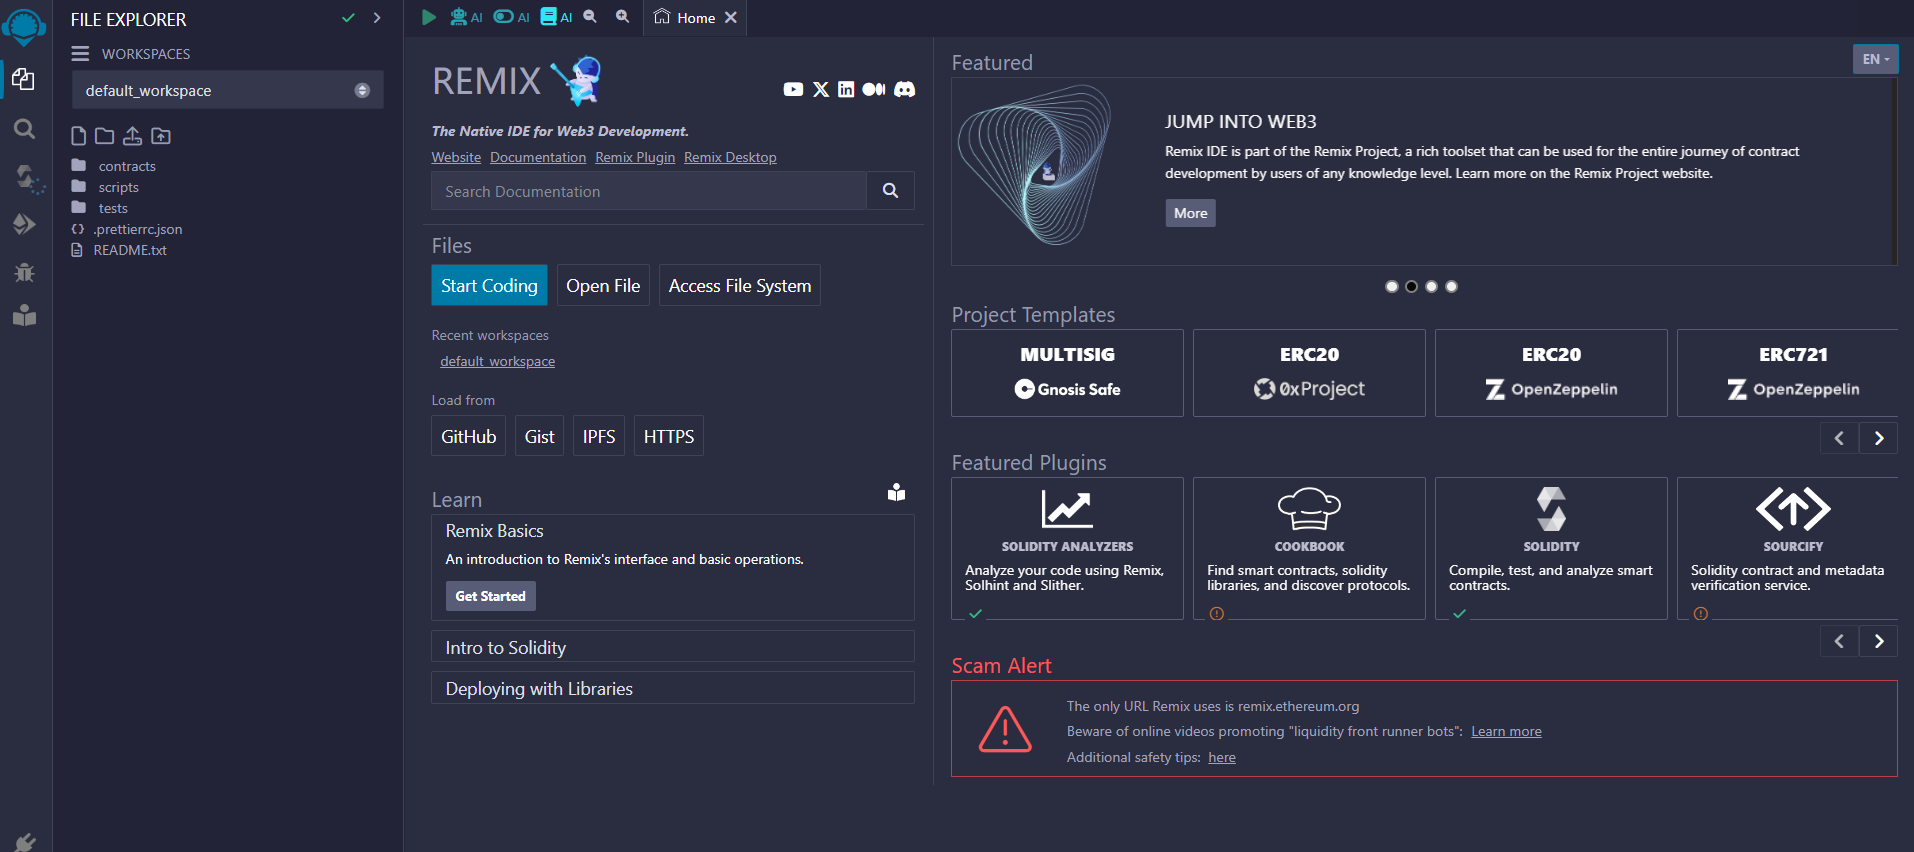 FILE EXPLORER
WORKSPACES
default_workspace
contracts
scripts
tests
.prettierrc.json
README.txt
AI
AI
AI
Home
REMIX
The Native IDE for Web3 Development.
Website Documentation Remix Plugin Remix Desktop
Search Documentation
Files
Start Coding Open File Access File System
Recent workspaces
default_workspace
Load from
GitHub Gist IPFS HTTPS
Learn
Remix Basics
An introduction to Remix's interface and basic operations.
Get Started
Intro to Solidity
Deploying with Libraries
Featured
EN
JUMP INTO WEB3
Remix IDE is part of the Remix Project, a rich toolset that can be used for the entire journey of contract
development by users of any knowledge level. Learn more on the Remix Project website.
More
Project Templates
MULTISIG
Gnosis Safe
ERC20
0xProject
ERC20
OpenZeppelin
ERC721
OpenZeppelin
Featured Plugins
SOLIDITY ANALYZERS
Analyze your code using Remix,
Solhint and Slither.
COOKBOOK
Find smart contracts, solidity
libraries, and discover protocols.
SOLIDITY
Compile, test, and analyze smart
contracts.
SOURCIFY
Solidity contract and metadata
verification service.
Scam Alert
The only URL Remix uses is remix.ethereum.org
Beware of online videos promoting "liquidity front runner bots": Learn more
Additional safety tips: here